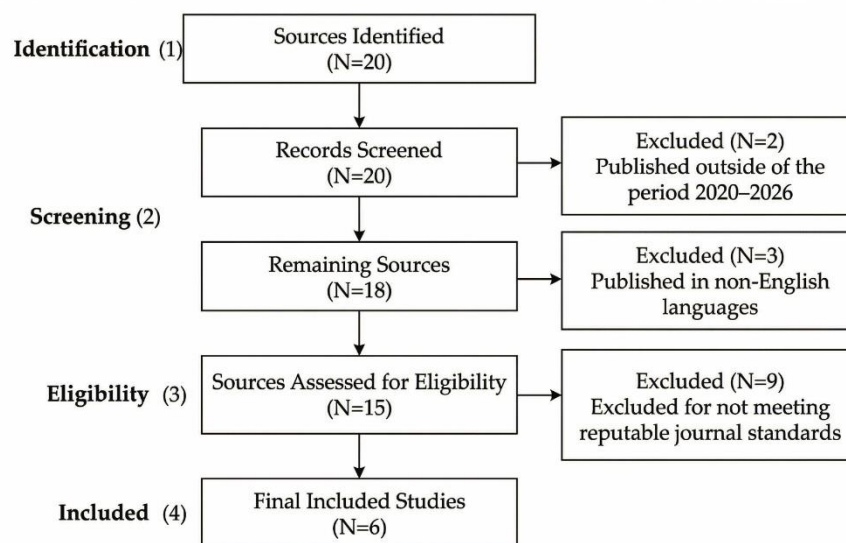 Identification (1)
Sources Identified
(N=20)
Records Screened
(N=20)
Excluded (N=2)
Published outside of the
period 2020–2026
Screening (2)
Remaining Sources
(N=18)
Excluded (N=3)
Published in non-English
languages
Eligibility (3)
Sources Assessed for Eligibility
(N=15)
Excluded (N=9)
Excluded for not meeting
reputable journal standards
Included (4)
Final Included Studies
(N=6)